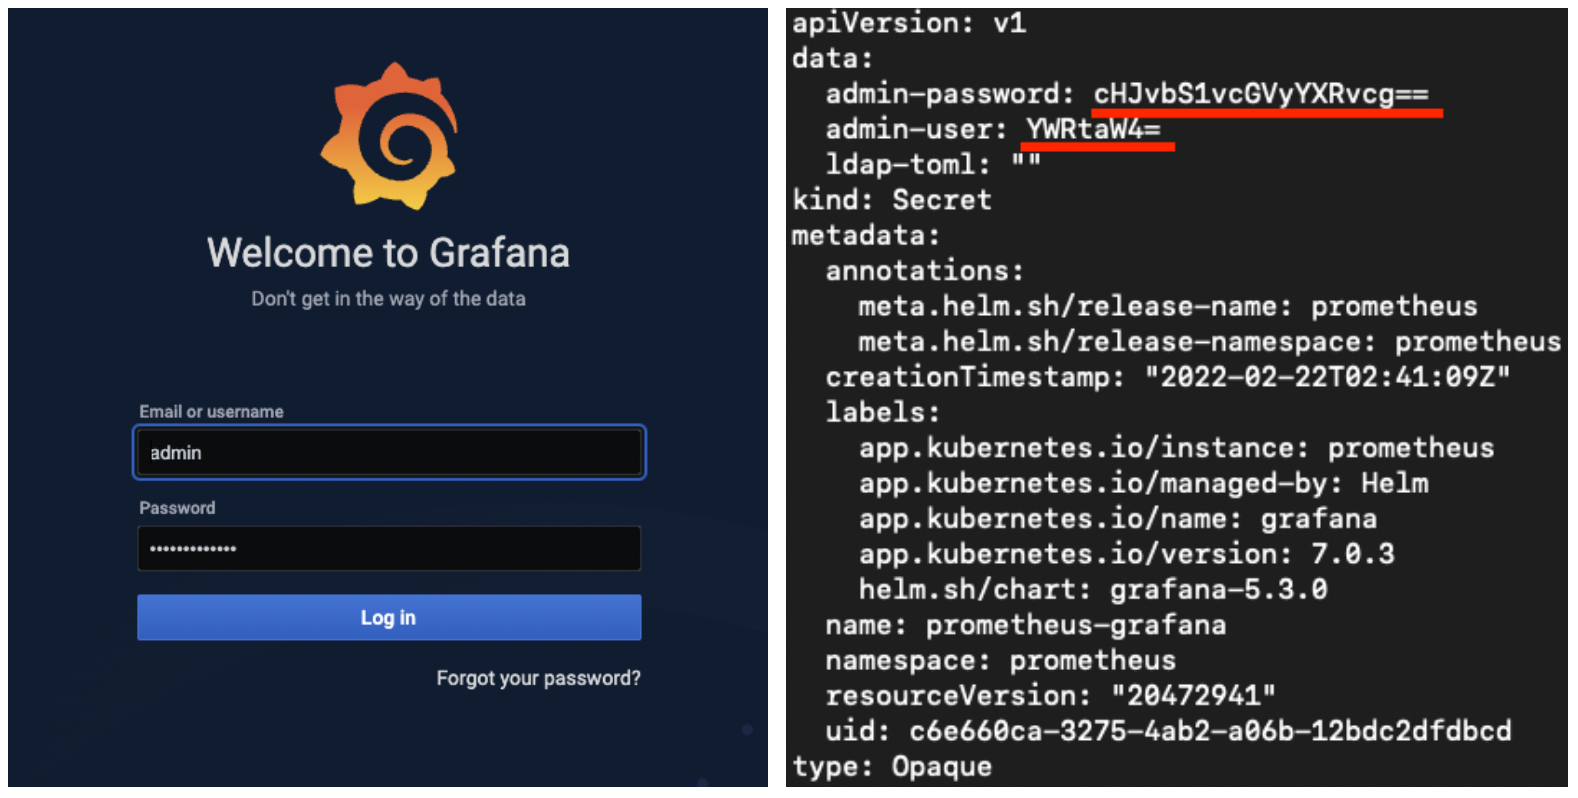 Welcome to Grafana
Don't get in the way of the data
Email or username
admin
Password
•••••••••••••
Log in
Forgot your password?
apiVersion: v1
data:
  admin-password: cHJvbS1vcGVyYXRvcg==
  admin-user: YWRtaW4=
  ldap-toml: ""
kind: Secret
metadata:
  annotations:
    meta.helm.sh/release-name: prometheus
    meta.helm.sh/release-namespace: prometheus
  creationTimestamp: "2022-02-22T02:41:09Z"
  labels:
    app.kubernetes.io/instance: prometheus
    app.kubernetes.io/managed-by: Helm
    app.kubernetes.io/name: grafana
    app.kubernetes.io/version: 7.0.3
    helm.sh/chart: grafana-5.3.0
  name: prometheus-grafana
  namespace: prometheus
  resourceVersion: "20472941"
  uid: c6e660ca-3275-4ab2-a06b-12bdc2dfdbcd
type: Opaque